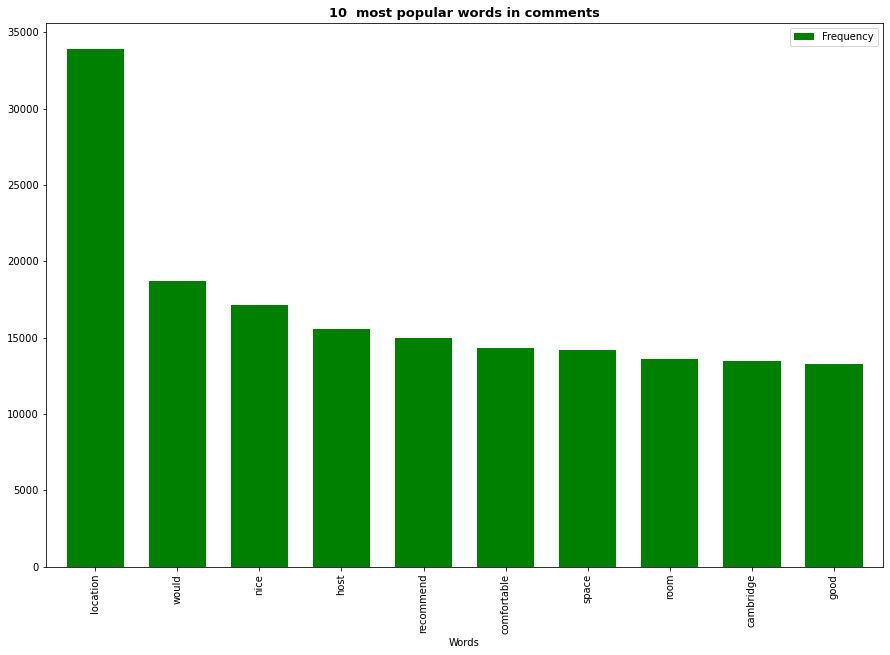 10  most popular words in comments
Frequency
35000
30000
25000
20000
15000
10000
5000
0
location
would
nice
host
recommend
comfortable
space
room
cambridge
good
Words